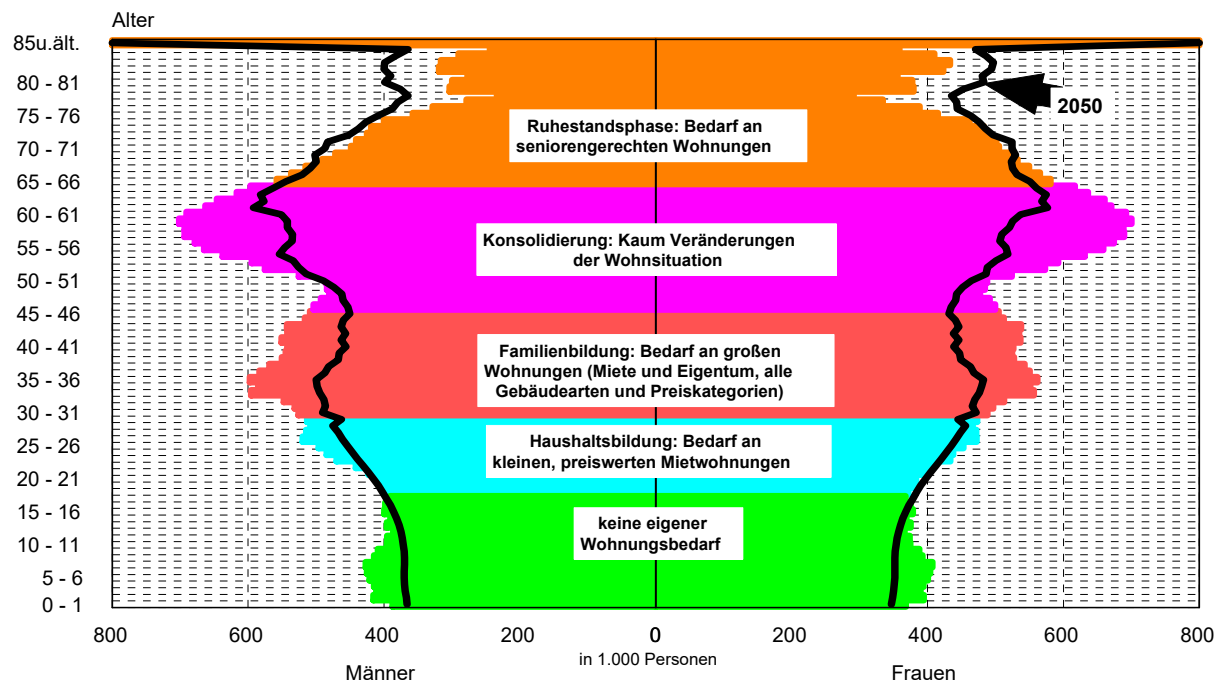 Alter
85u.ält.
80 - 81
75 - 76
70 - 71
65 - 66
60 - 61
55 - 56
50 - 51
45 - 46
40 - 41
35 - 36
30 - 31
25 - 26
20 - 21
15 - 16
10 - 11
5 - 6
0 - 1
2050
Ruhestandsphase: Bedarf an
seniorengerechten Wohnungen
Konsolidierung: Kaum Veränderungen
der Wohnsituation
Familienbildung: Bedarf an großen
Wohnungen (Miete und Eigentum, alle
Gebäudearten und Preiskategorien)
Haushaltsbildung: Bedarf an
kleinen, preiswerten Mietwohnungen
keine eigener
Wohnungsbedarf
800 600 400 200 0 200 400 600 800
in 1.000 Personen
Männer Frauen